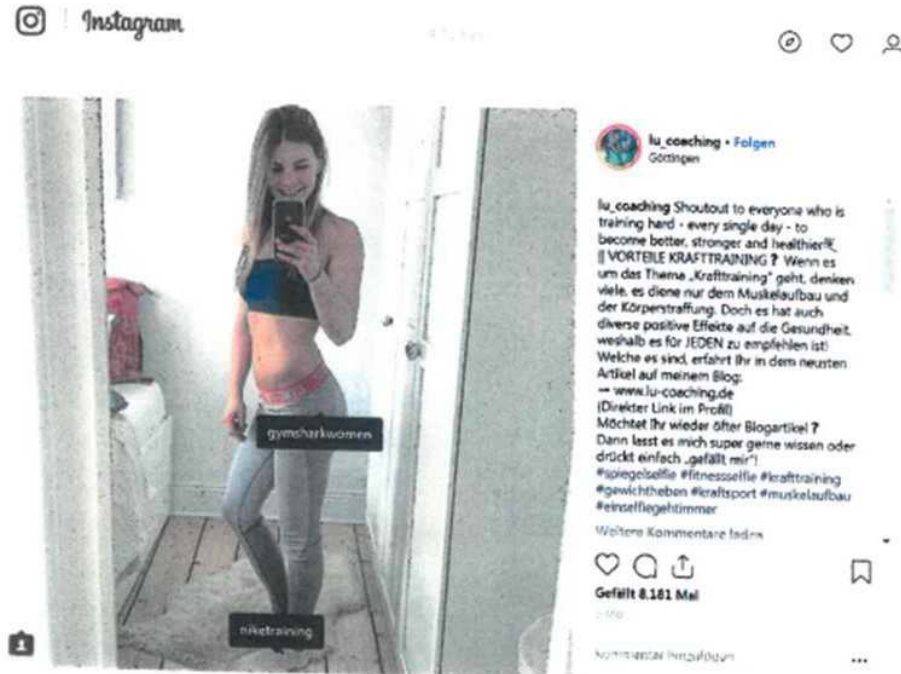 Instagram
lu_coaching • Folgen
Göttingen
lu_coaching Shoutout to everyone who is
training hard - every single day - to
become better, stronger and healthier
|| VORTEILE KRAFTTRAINING ? Wenn es
um das Thema „Krafttraining" geht, denken
viele, es diene nur dem Muskelaufbau und
der Körperstraffung. Doch es hat auch
diverse positive Effekte auf die Gesundheit,
weshalb es für JEDEN zu empfehlen ist!
Welche es sind, erfahrt Ihr in dem neusten
Artikel auf meinem Blog:
→ www.lu-coaching.de
(Direkter Link im Profil)
Möchtet Ihr wieder öfter Blogartikel ?
Dann lasst es mich super gerne wissen oder
drückt einfach „gefällt mir"!
#spiegelselfie #fitnessselfie #krafttraining
#gewichtheben #kraftsport #muskelaufbau
#einselfiegehtimmer
Weitere Kommentare laden
Gefällt 8.181 Mal
Kommentar hinzufügen
gymsharkwomen
niketraining